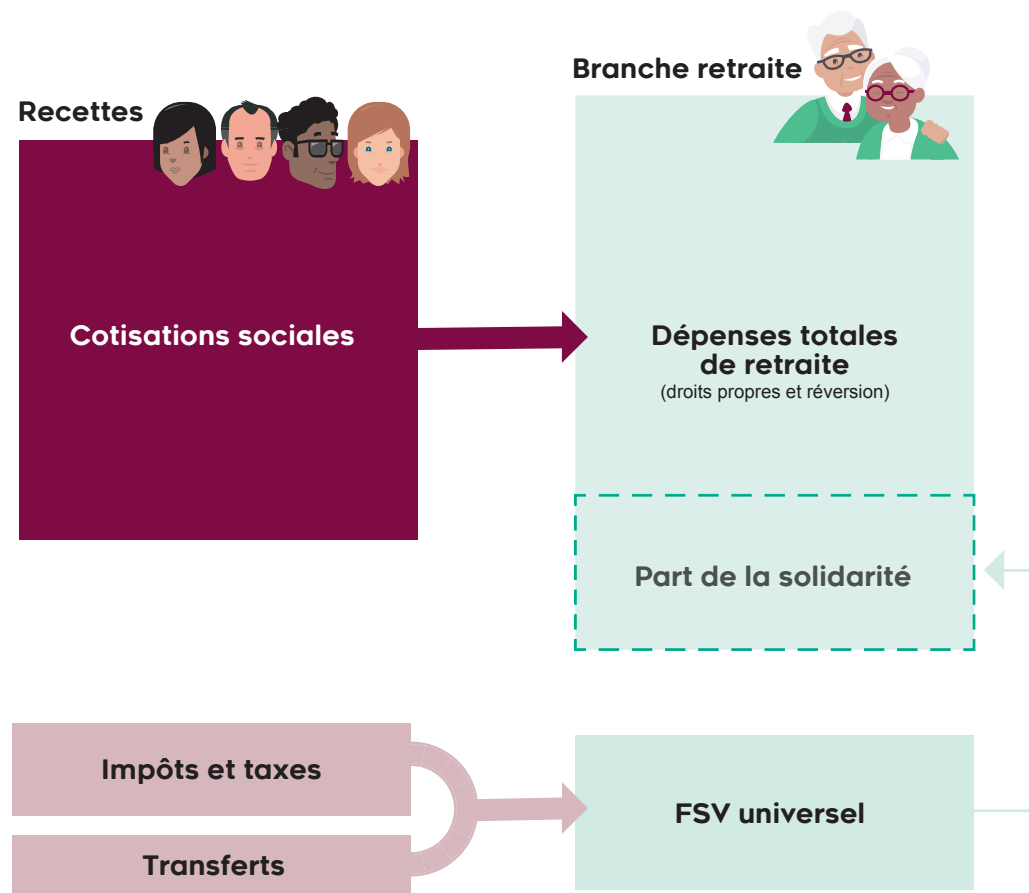 Recettes
Branche retraite
Cotisations sociales
Dépenses totales
de retraite
(droits propres et réversion)
Part de la solidarité
Impôts et taxes
FSV universel
Transferts